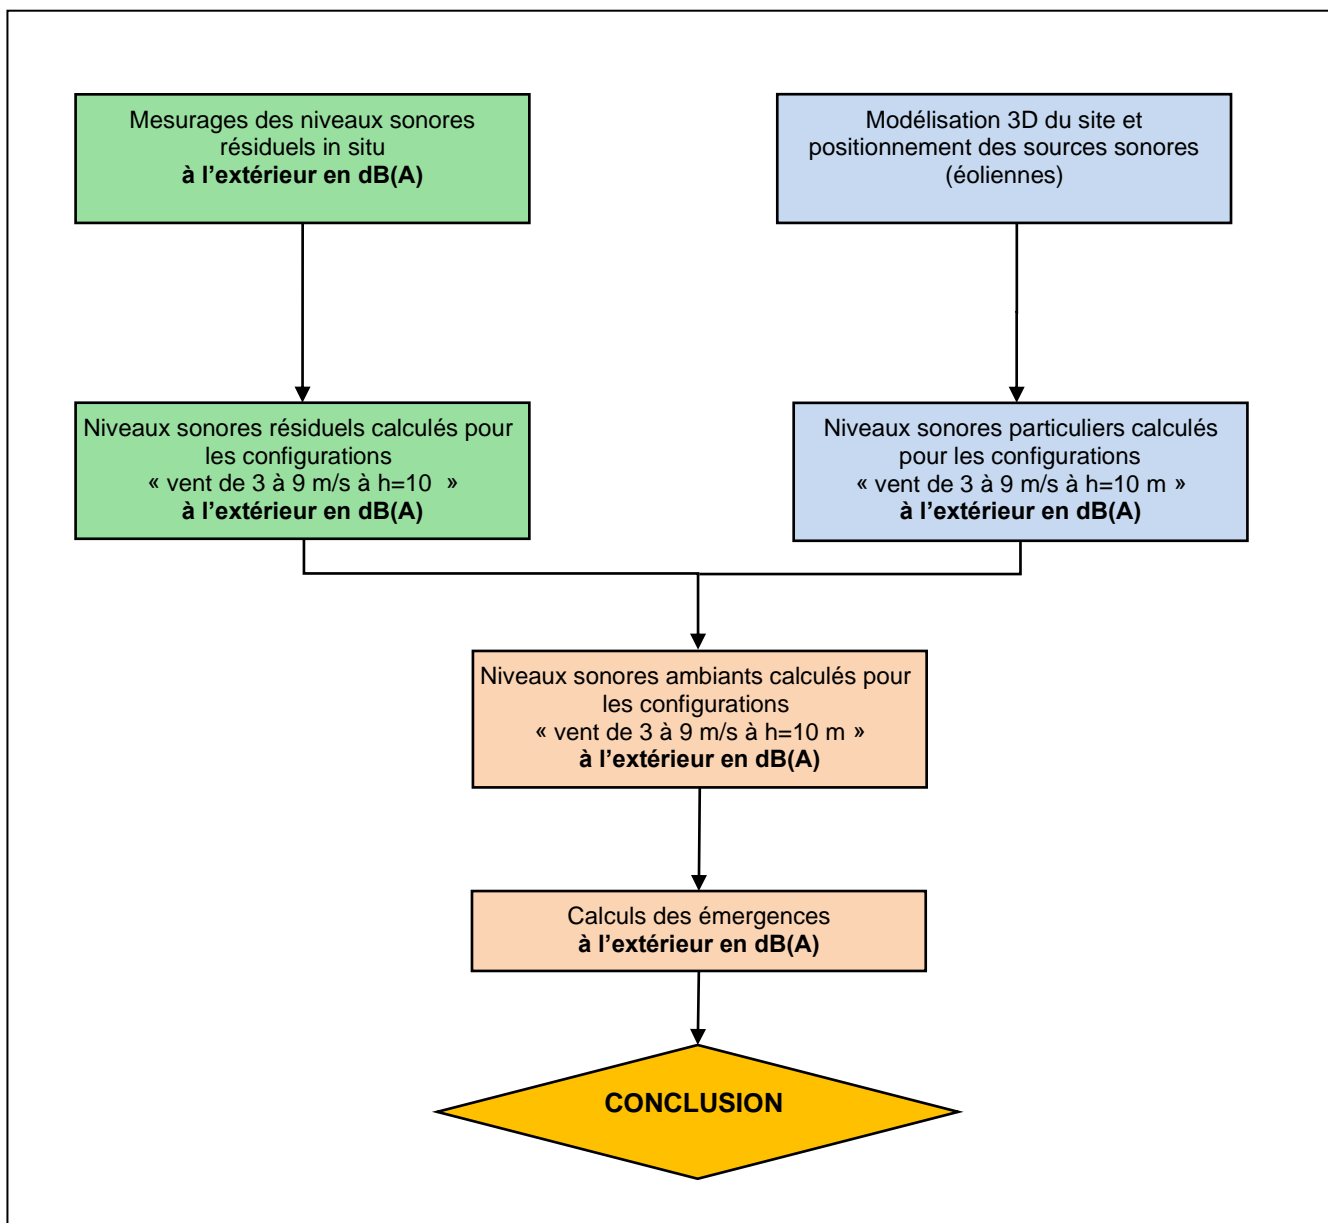 Mesurages des niveaux sonores
résiduels in situ
à l’extérieur en dB(A)
Modélisation 3D du site et
positionnement des sources sonores
(éoliennes)
Niveaux sonores résiduels calculés pour
les configurations
« vent de 3 à 9 m/s à h=10 »
à l’extérieur en dB(A)
Niveaux sonores particuliers calculés
pour les configurations
« vent de 3 à 9 m/s à h=10 m »
à l’extérieur en dB(A)
Niveaux sonores ambiants calculés pour
les configurations
« vent de 3 à 9 m/s à h=10 m »
à l’extérieur en dB(A)
Calculs des émergences
à l’extérieur en dB(A)
CONCLUSION